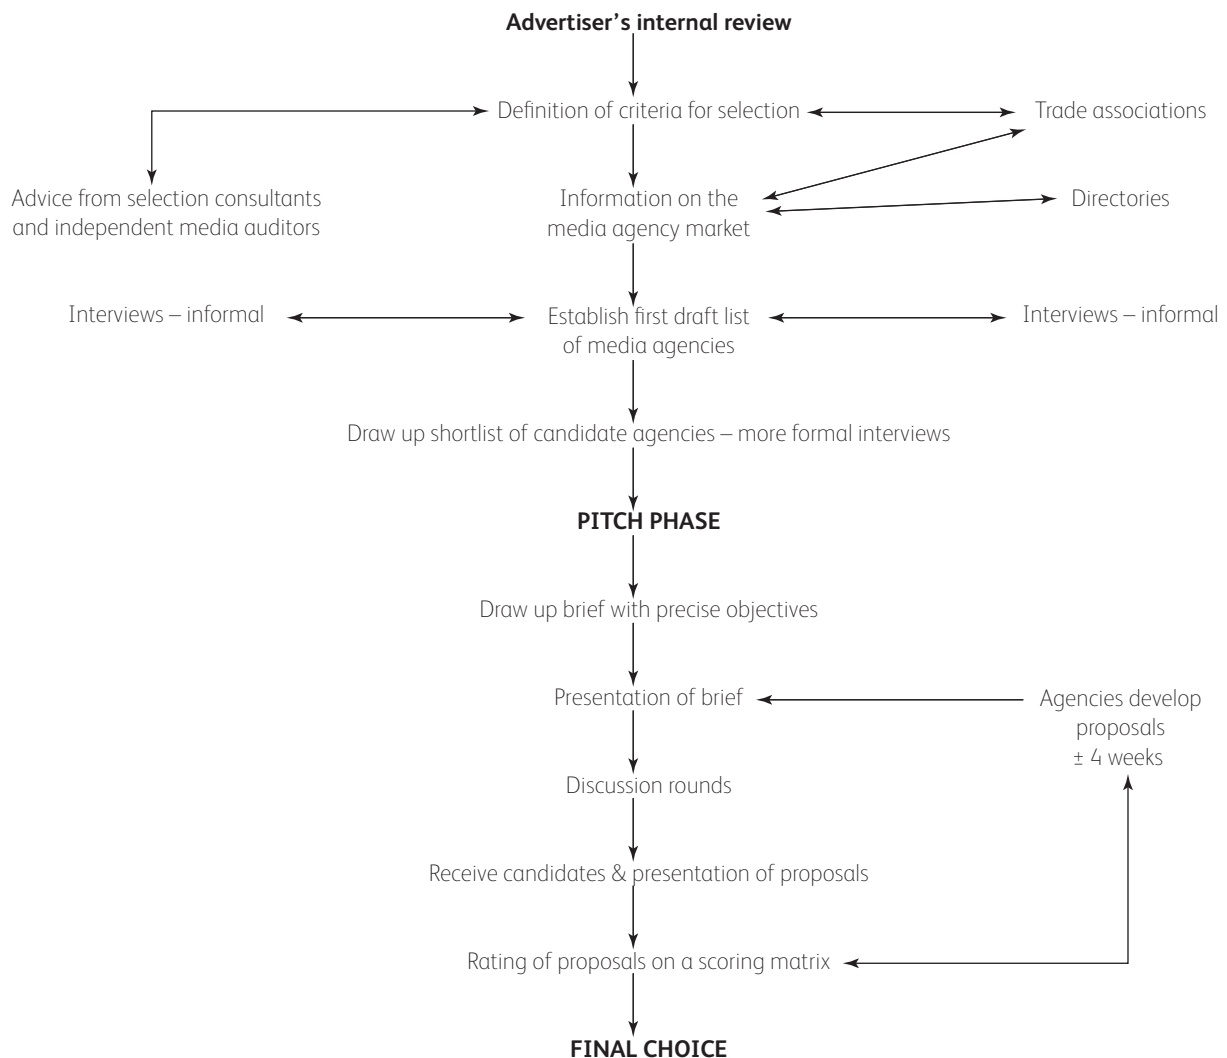 Advertiser's internal review
Definition of criteria for selection
Trade associations
Advice from selection consultants
and independent media auditors
Information on the
media agency market
Directories
Interviews – informal
Establish first draft list
of media agencies
Interviews – informal
Draw up shortlist of candidate agencies – more formal interviews
PITCH PHASE
Draw up brief with precise objectives
Presentation of brief
Agencies develop
proposals
± 4 weeks
Discussion rounds
Receive candidates & presentation of proposals
Rating of proposals on a scoring matrix
FINAL CHOICE